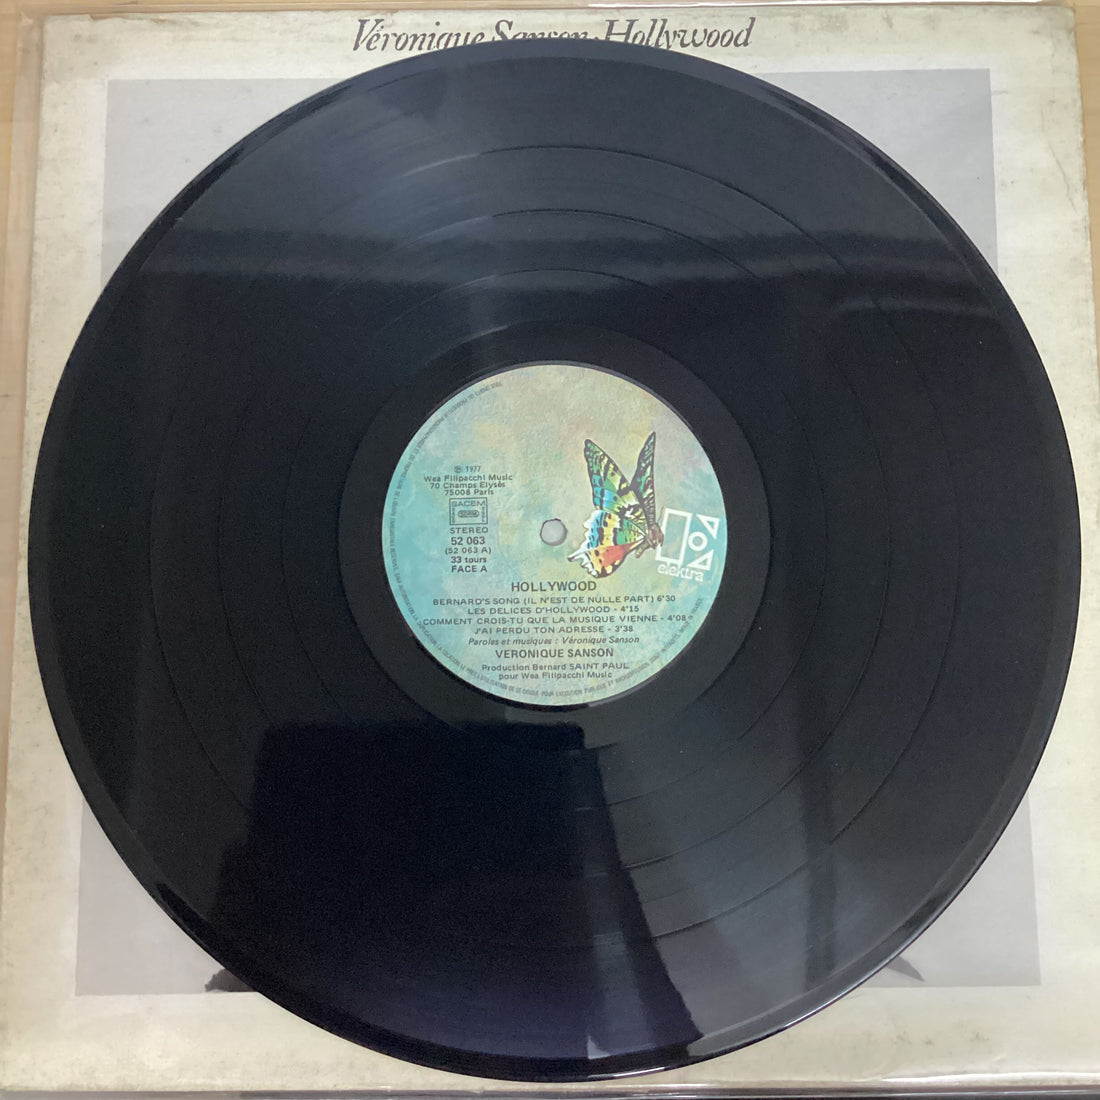 Véronique Sanson. Hollywood
℗ 1977
Wea Filipacchi Music
70 Champs Elysés
75008 Paris
SACEM
STEREO
52 063
(52 063 A)
33 tours
FACE A
elektra
HOLLYWOOD
BERNARD'S SONG (IL N'EST DE NULLE PART) 6'30
LES DELICES D'HOLLYWOOD - 4'15
COMMENT CROIS-TU QUE LA MUSIQUE VIENNE - 4'08
J'AI PERDU TON ADRESSE - 3'38
Paroles et musiques : Véronique Sanson
VERONIQUE SANSON
Production Bernard SAINT PAUL
pour Wea Filipacchi Music